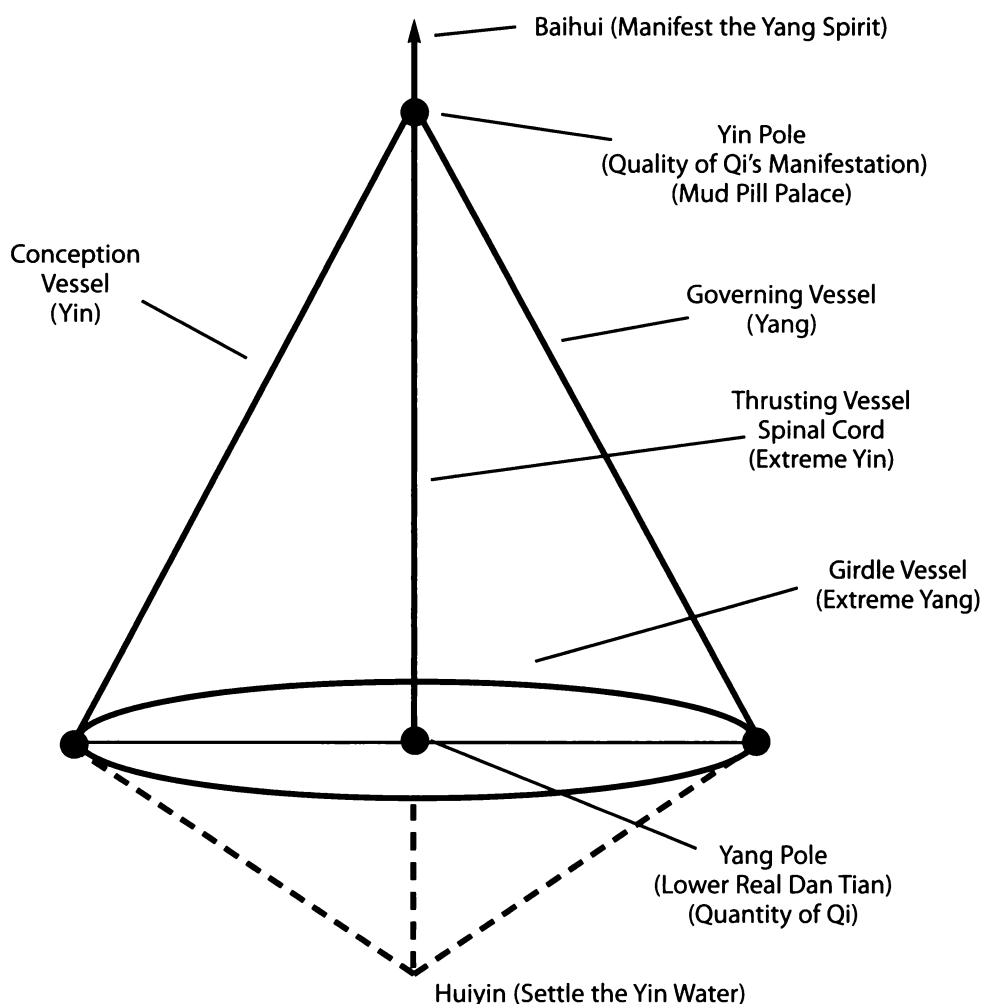 Baihui (Manifest the Yang Spirit)
Yin Pole
(Quality of Qi's Manifestation)
(Mud Pill Palace)
Conception
Vessel
(Yin)
Governing Vessel
(Yang)
Thrusting Vessel
Spinal Cord
(Extreme Yin)
Girdle Vessel
(Extreme Yang)
Yang Pole
(Lower Real Dan Tian)
(Quantity of Qi)
Huiyin (Settle the Yin Water)